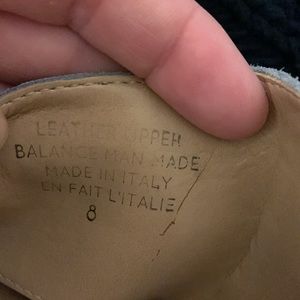 LEATHER UPPER
BALANCE MAN MADE
MADE IN ITALY
EN FAIT L'ITALIE
8